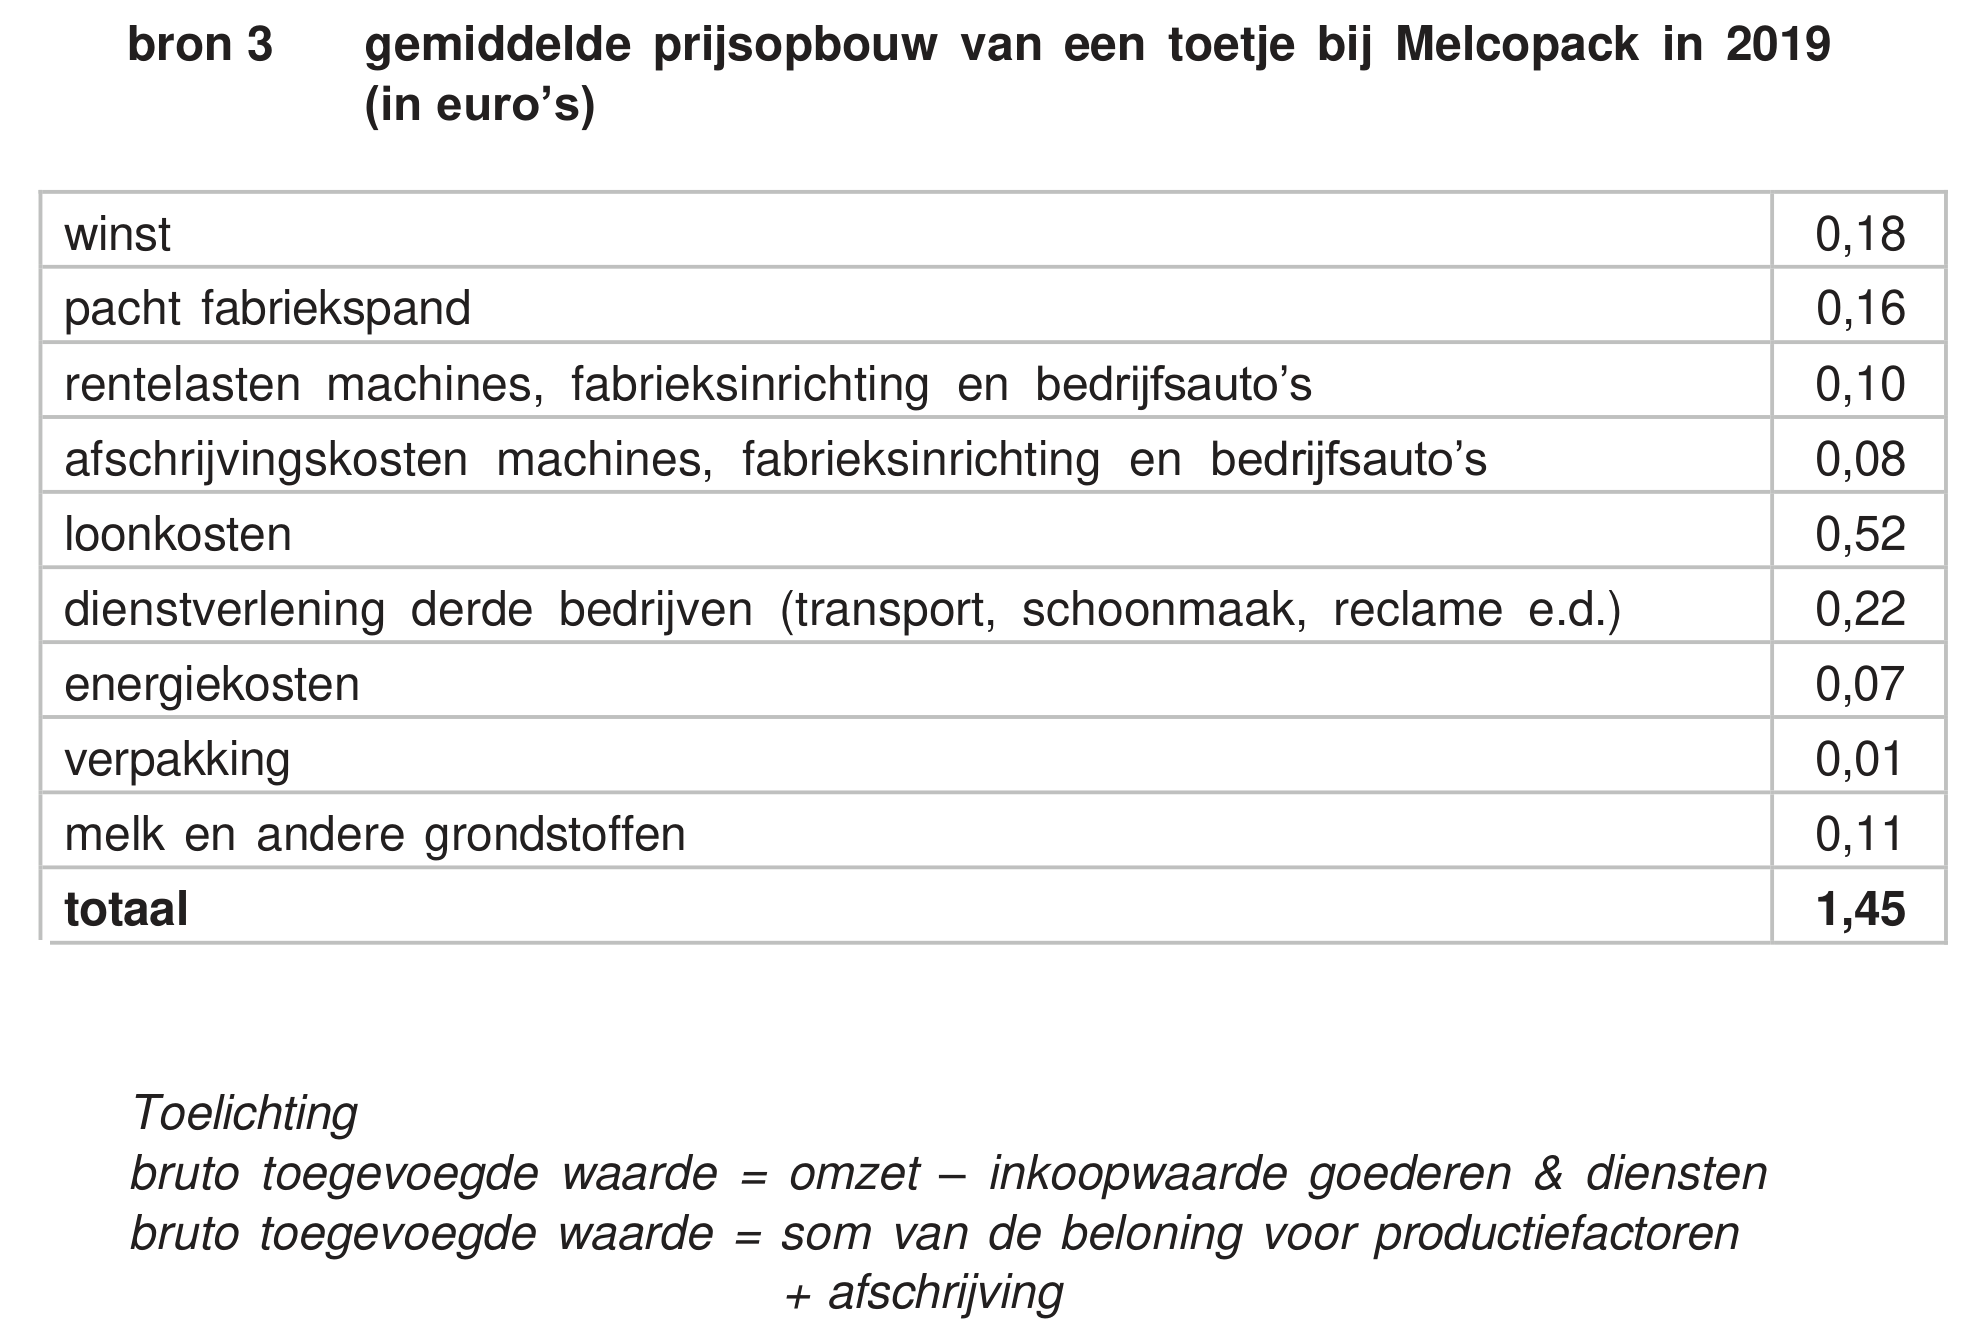 bron 3 gemiddelde prijsopbouw van een toetje bij Melcopack in 2019
(in euro’s)
winst 0,18
pacht fabriekspand 0,16
rentelasten machines, fabrieksinrichting en bedrijfsauto’s 0,10
afschrijvingskosten machines, fabrieksinrichting en bedrijfsauto’s 0,08
loonkosten 0,52
dienstverlening derde bedrijven (transport, schoonmaak, reclame e.d.) 0,22
energiekosten 0,07
verpakking 0,01
melk en andere grondstoffen 0,11
totaal 1,45
Toelichting
bruto toegevoegde waarde = omzet – inkoopwaarde goederen & diensten
bruto toegevoegde waarde = som van de beloning voor productiefactoren
+ afschrijving